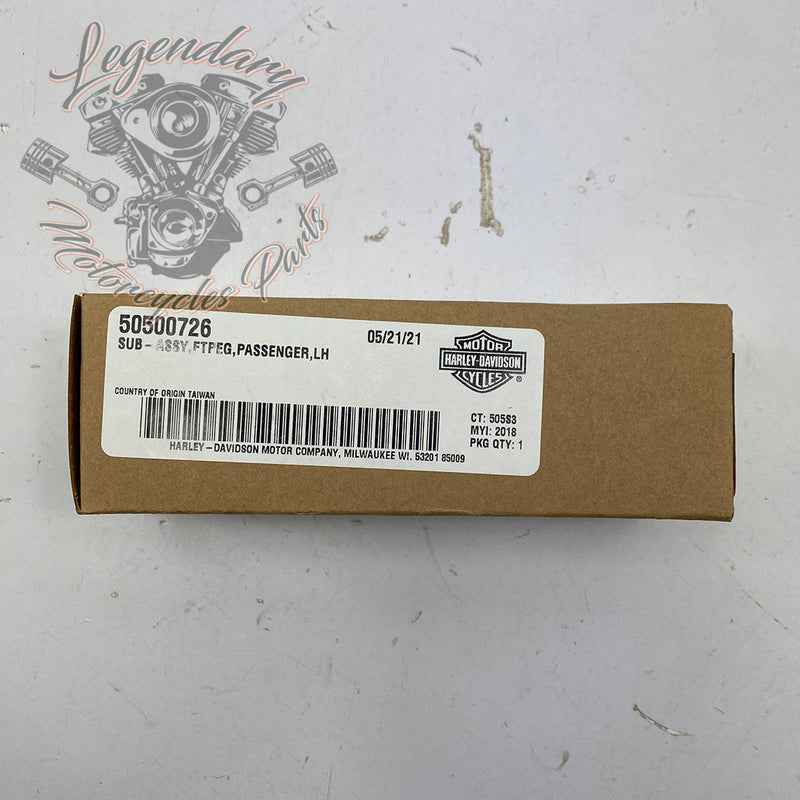 Legendary
Motorcycles Parts
50500726
05/21/21
SUB-ASSY,FTPEG,PASSENGER,LH
MOTOR
HARLEY-DAVIDSON
CYCLES
COUNTRY OF ORIGIN TAIWAN
CT: 505S3
MYI: 2018
PKG QTY: 1
HARLEY-DAVIDSON MOTOR COMPANY, MILWAUKEE WI. 53201 85009